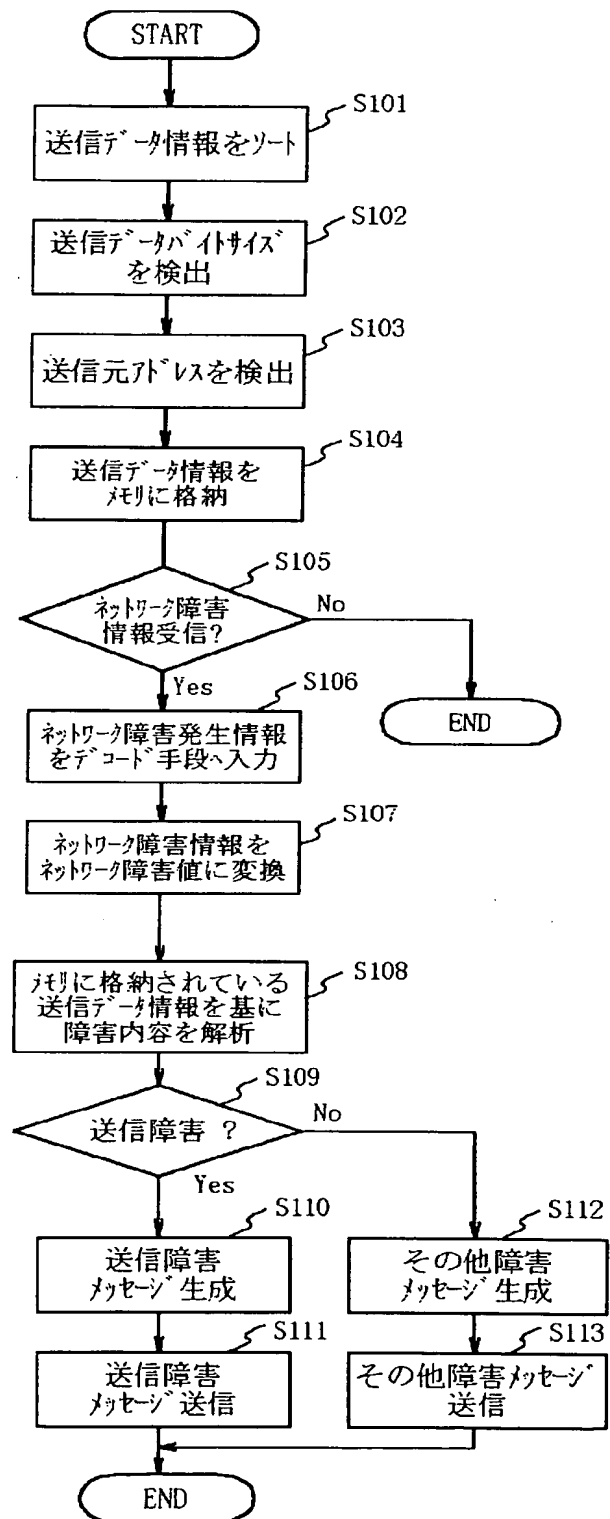 START
S101
送信ﾃﾞｰﾀ情報をｿｰﾄ
S102
送信ﾃﾞｰﾀﾊﾞｲﾄｻｲｽﾞ
を検出
S103
送信元ｱﾄﾞﾚｽを検出
S104
送信ﾃﾞｰﾀ情報を
ﾒﾓﾘに格納
S105
ﾈｯﾄﾜｰｸ障害
情報受信?
No
Yes
END
S106
ﾈｯﾄﾜｰｸ障害発生情報
をデコードﾞ手段へ入力
S107
ﾈｯﾄﾜｰｸ障害情報を
ﾈｯﾄﾜｰｸ障害値に変換
S108
ﾒﾓﾘに格納されている
送信ﾃﾞｰﾀ情報を基に
障害内容を解析
S109
送信障害 ?
No
Yes
S110
送信障害
ﾒｯｾｰｼﾞ生成
S112
その他障害
ﾒｯｾｰｼﾞ生成
S111
送信障害
ﾒｯｾｰｼﾞ送信
S113
その他障害ﾒｯｾｰｼﾞ
送信
END